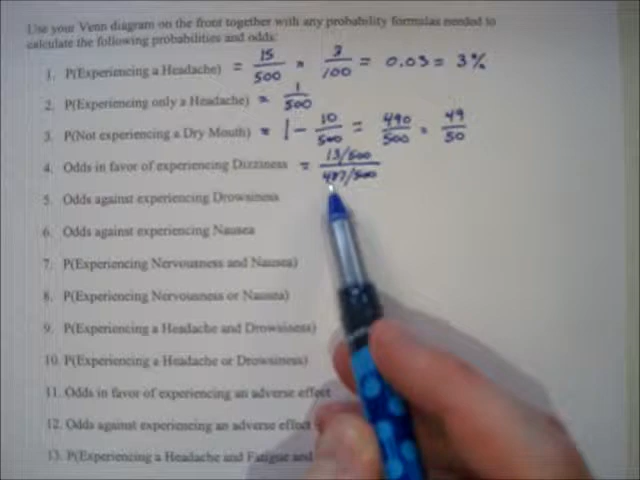 Use your Venn diagram on the front together with any probability formulas needed to
calculate the following probabilities and odds:
1. P(Experiencing a Headache) = 15/500 = 3/100 = 0.03 = 3%
2. P(Experiencing only a Headache) = 1/500
3. P(Not experiencing a Dry Mouth) = 1 - 10/500 = 490/500 = 49/50
4. Odds in favor of experiencing Dizziness = 13/500 / 487/500
5. Odds against experiencing Drowsiness
6. Odds against experiencing Nausea
7. P(Experiencing Nervousness and Nausea)
8. P(Experiencing Nervousness or Nausea)
9. P(Experiencing a Headache and Drowsiness)
10. P(Experiencing a Headache or Drowsiness)
11. Odds in favor of experiencing an adverse effect
12. Odds against experiencing an adverse effect
13. P(Experiencing a Headache and Fatigue and